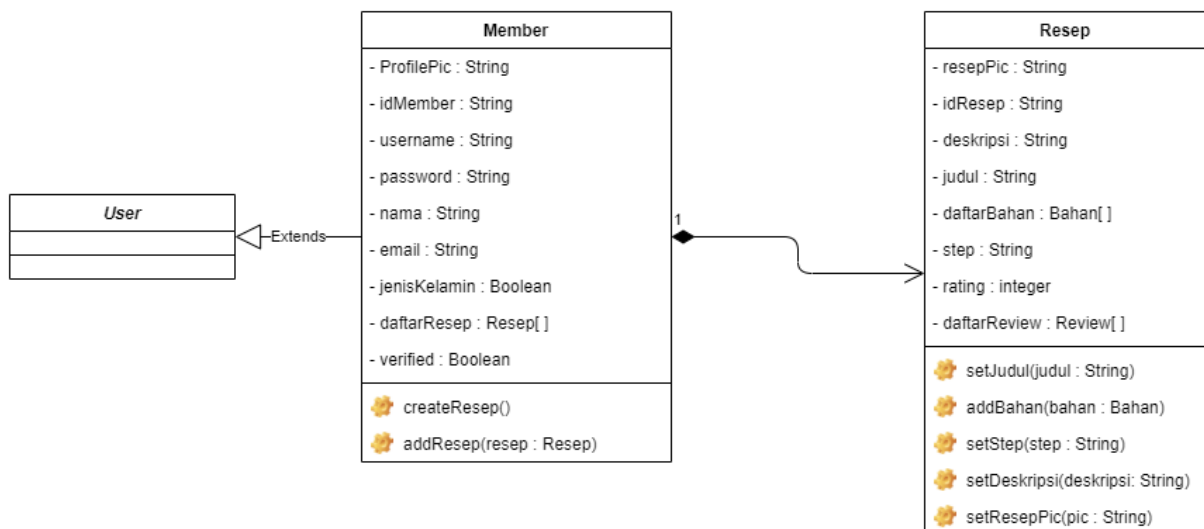 Member
- ProfilePic : String
- idMember : String
- username : String
- password : String
- nama : String
- email : String
- jenisKelamin : Boolean
- daftarResep : Resep[ ]
- verified : Boolean
createResep()
addResep(resep : Resep)
User
Extends
1
Resep
- resepPic : String
- idResep : String
- deskripsi : String
- judul : String
- daftarBahan : Bahan[ ]
- step : String
- rating : integer
- daftarReview : Review[ ]
setJudul(judul : String)
addBahan(bahan : Bahan)
setStep(step : String)
setDeskripsi(deskripsi: String)
setResepPic(pic : String)